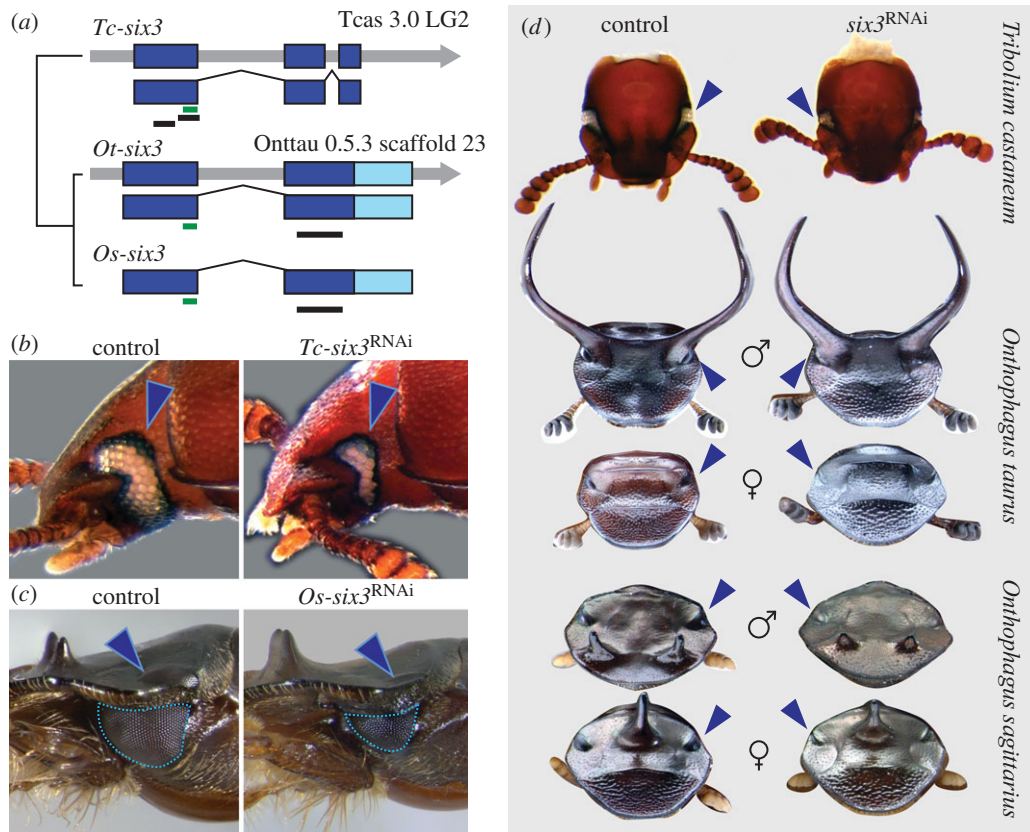 (a)
Tc-six3
Tcas 3.0 LG2
Ot-six3
Onttau 0.5.3 scaffold 23
Os-six3
(b)
control
Tc-six3RNAi
(c)
control
Os-six3RNAi
(d)
control
six3RNAi
Tribolium castaneum
♂
♀
Onthophagus taurus
♂
♀
Onthophagus sagittarius